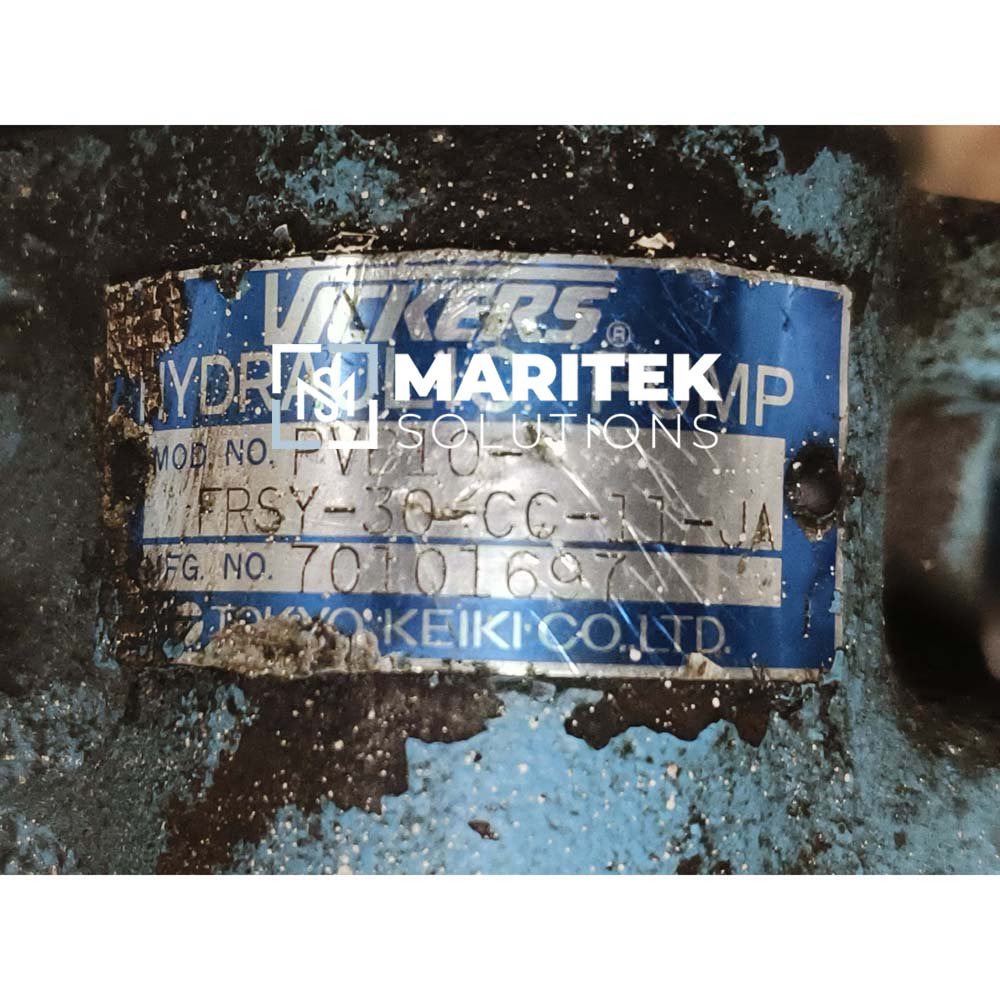 VICKERS®
HYDRAULIC PUMP
MS MARITEK
SOLUTIONS
MOD. NO.
FRSY-30-CC-11-JA
MFG. NO. 70101697
TOKYO KEIKI CO., LTD.